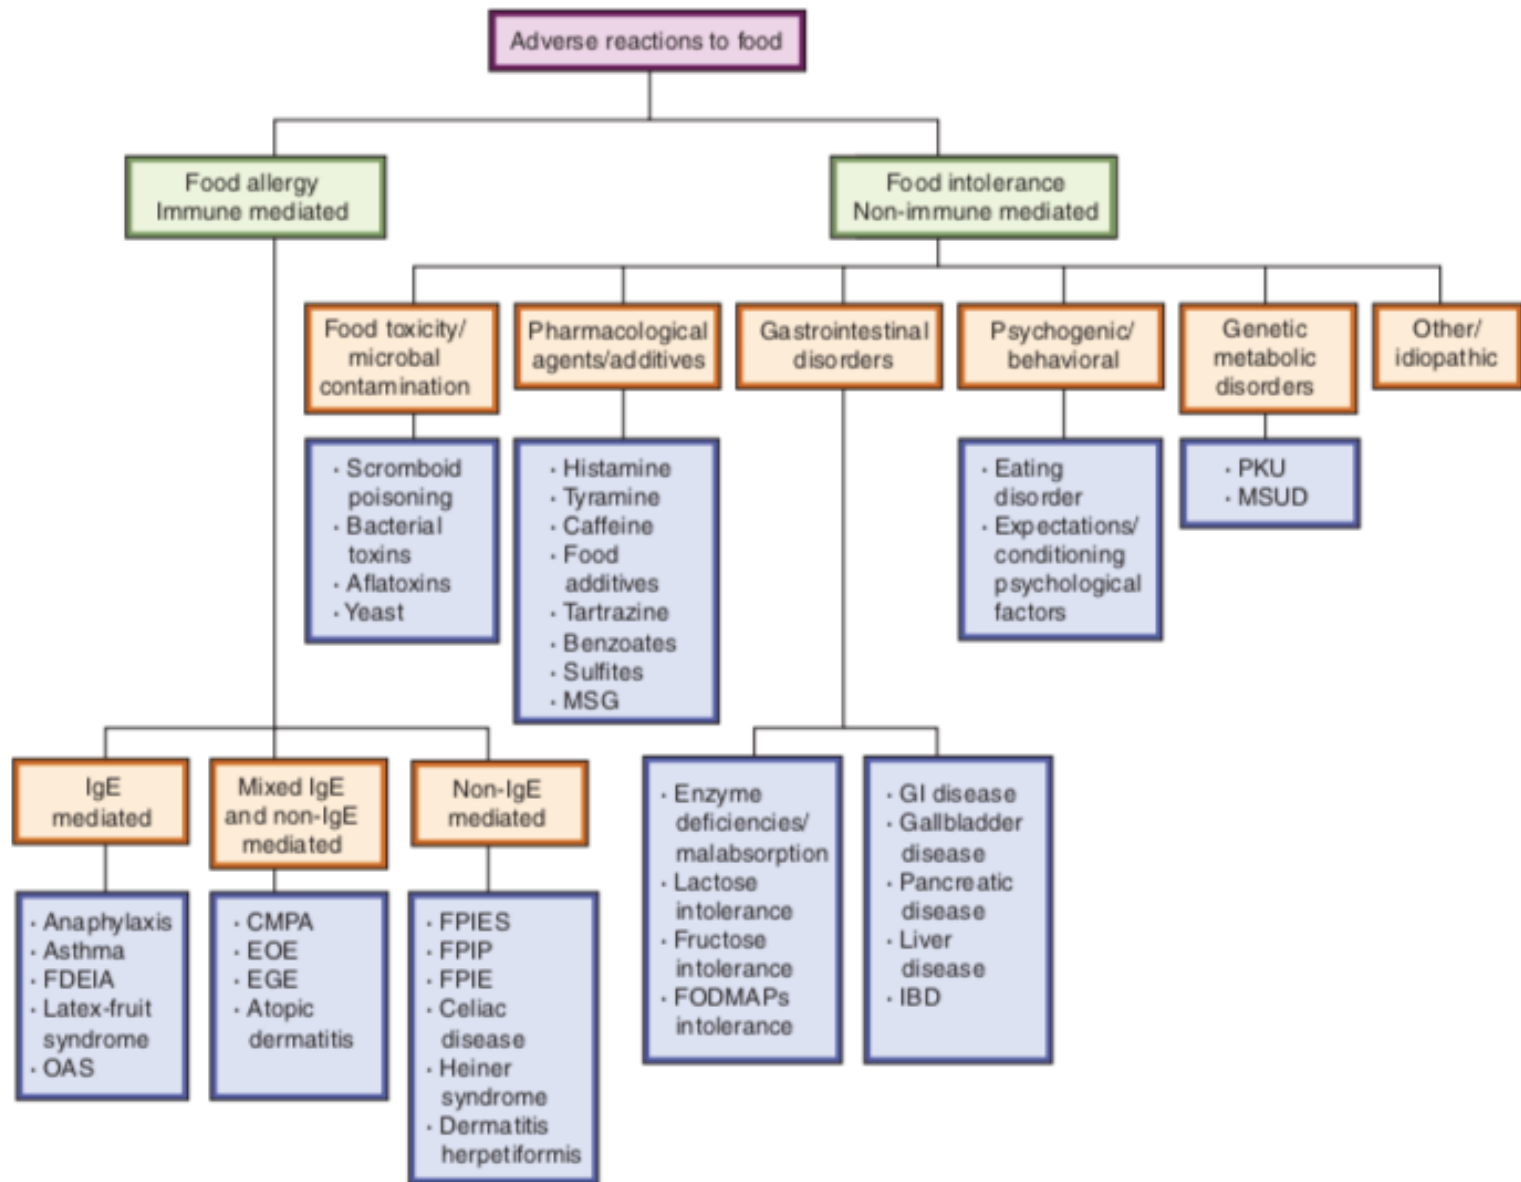 Adverse reactions to food
Food allergy
Immune mediated
Food intolerance
Non-immune mediated
Food toxicity/
microbal
contamination
Pharmacological
agents/additives
Gastrointestinal
disorders
Psychogenic/
behavioral
Genetic
metabolic
disorders
Other/
idiopathic
· Scromboid
poisoning
· Bacterial
toxins
· Aflatoxins
· Yeast
· Histamine
· Tyramine
· Caffeine
· Food
additives
· Tartrazine
· Benzoates
· Sulfites
· MSG
· Eating
disorder
· Expectations/
conditioning
psychological
factors
· PKU
· MSUD
IgE
mediated
Mixed IgE
and non-IgE
mediated
Non-IgE
mediated
· Anaphylaxis
· Asthma
· FDEIA
· Latex-fruit
syndrome
· OAS
· CMPA
· EOE
· EGE
· Atopic
dermatitis
· FPIES
· FPIP
· FPIE
· Celiac
disease
· Heiner
syndrome
· Dermatitis
herpetiformis
· Enzyme
deficiencies/
malabsorption
· Lactose
intolerance
· Fructose
intolerance
· FODMAPs
intolerance
· GI disease
· Gallbladder
disease
· Pancreatic
disease
· Liver
disease
· IBD